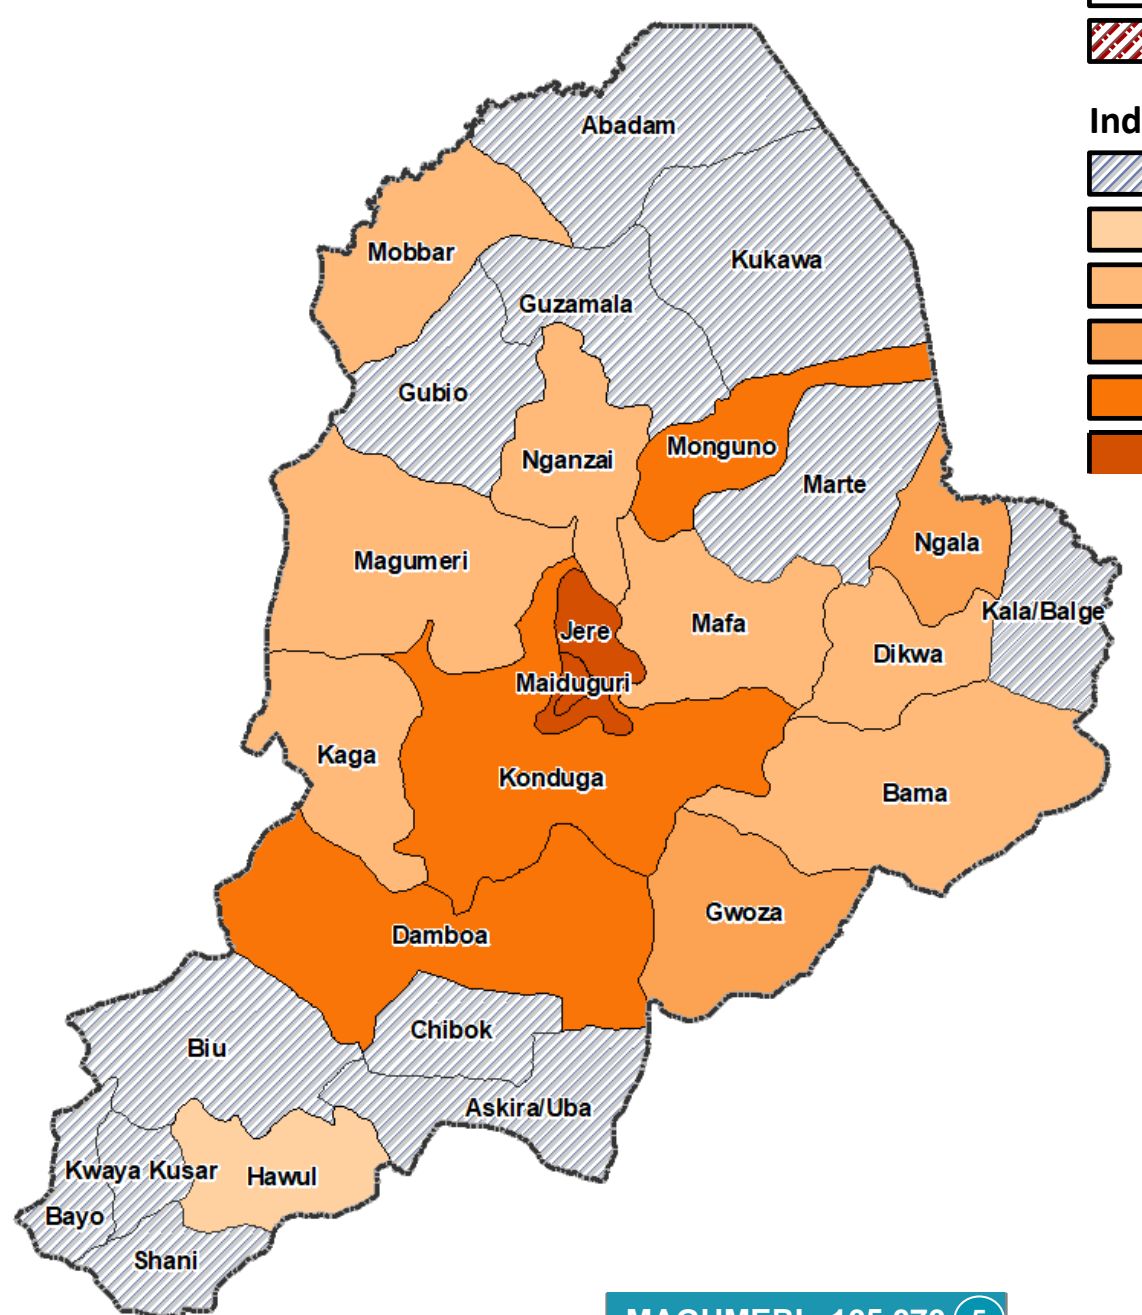 Ind
Abadam
Mobbar
Kukawa
Guzamala
Gubio
Monguno
Nganzai
Marte
Ngala
Magumeri
Kala/Balge
Mafa
Jere
Dikwa
Maiduguri
Kaga
Konduga
Bama
Gwoza
Damboa
Chibok
Biu
Askira/Uba
Kwaya Kusar
Hawul
Bayo
Shani